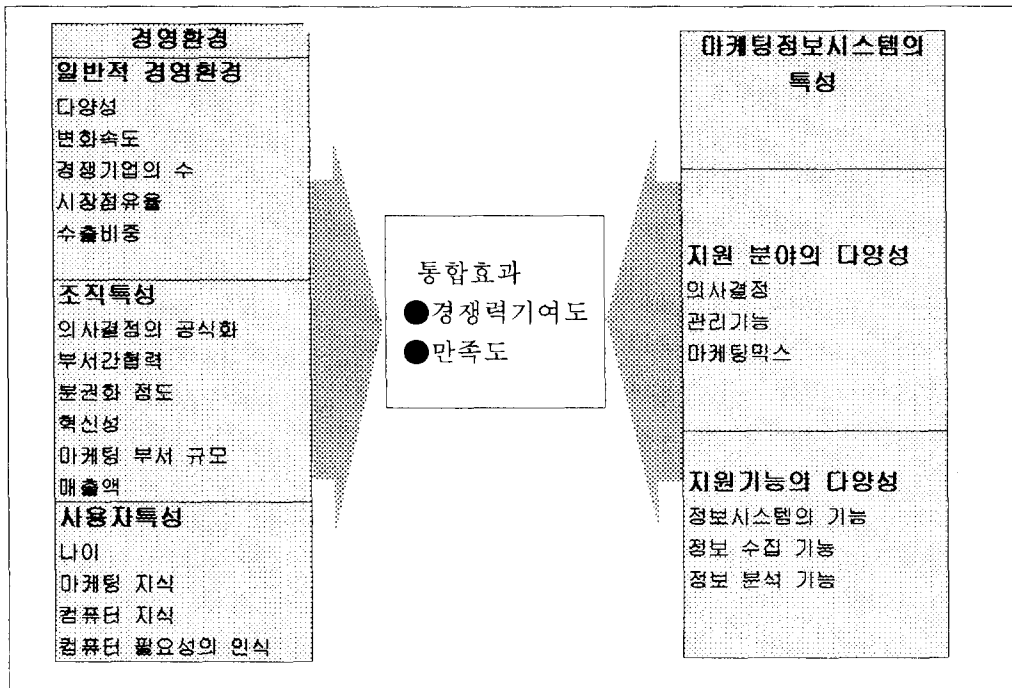 경영환경
일반적 경영환경
다양성
변화속도
경쟁기업의 수
시장점유율
수출비중
조직특성
의사결정의 공식화
부서간협력
분권화 정도
혁신성
마케팅 부서 규모
매출액
사용자특성
나이
마케팅 지식
컴퓨터 지식
컴퓨터 필요성의 인식
통합효과
●경쟁력기여도
●만족도
마케팅정보시스템의
특성
지원 분야의 다양성
의사결정
관리기능
마케팅믹스
지원기능의 다양성
정보시스템의 기능
정보 수집 기능
정보 분석 기능